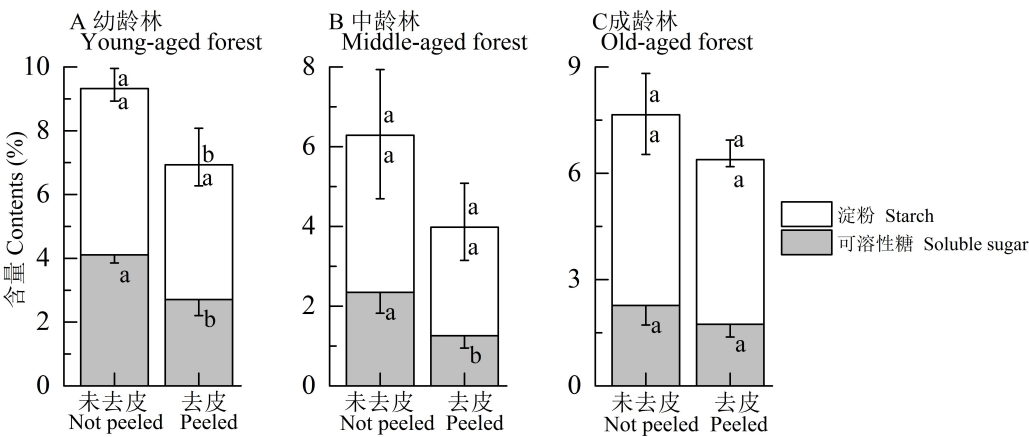 A 幼龄林
Young-aged forest
B 中龄林
Middle-aged forest
C成龄林
Old-aged forest
含量 Contents (%)
10
8
6
4
2
0
a
a
a
b
a
b
未去皮
Not peeled
去皮
Peeled
8
6
4
2
0
a
a
a
a
a
b
未去皮
Not peeled
去皮
Peeled
9
6
3
0
a
a
a
a
a
a
未去皮
Not peeled
去皮
Peeled
淀粉 Starch
可溶性糖 Soluble sugar